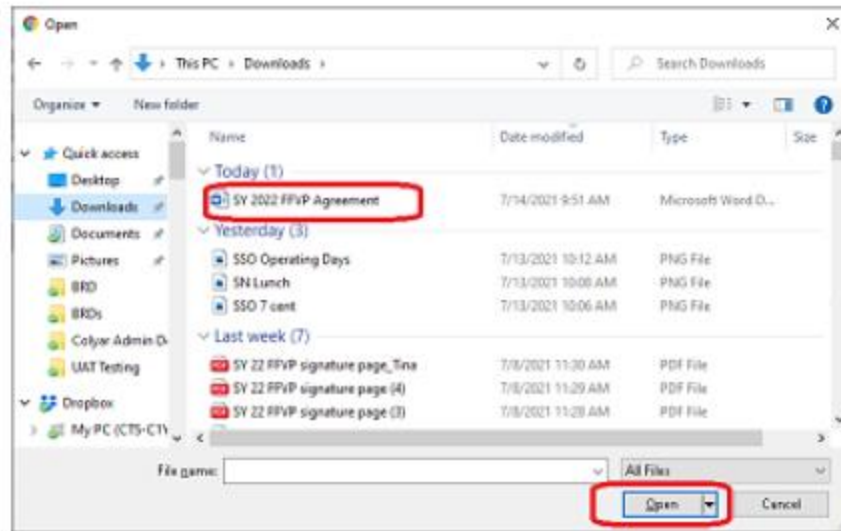 Open
This PC > Downloads >
Search Downloads
Organize
New folder
Name Date modified Type Size
Quick access
Desktop
Downloads
Documents
Pictures
BRD
BRDs
Colyar Admin D
UAT Testing
Dropbox
My PC (CTS-C1V
Today (1)
SY 2022 FFVP Agreement 7/14/2021 9:51 AM Microsoft Word D...
Yesterday (3)
SSO Operating Days 7/13/2021 10:12 AM PNG File
SN Lunch 7/13/2021 10:08 AM PNG File
SSO 7 cent 7/13/2021 10:06 AM PNG File
Last week (7)
SY 22 FFVP signature page_Tina 7/8/2021 11:30 AM PDF File
SY 22 FFVP signature page (4) 7/8/2021 11:29 AM PDF File
SY 22 FFVP signature page (3) 7/8/2021 11:28 AM PDF File
File name:
All Files
Open
Cancel